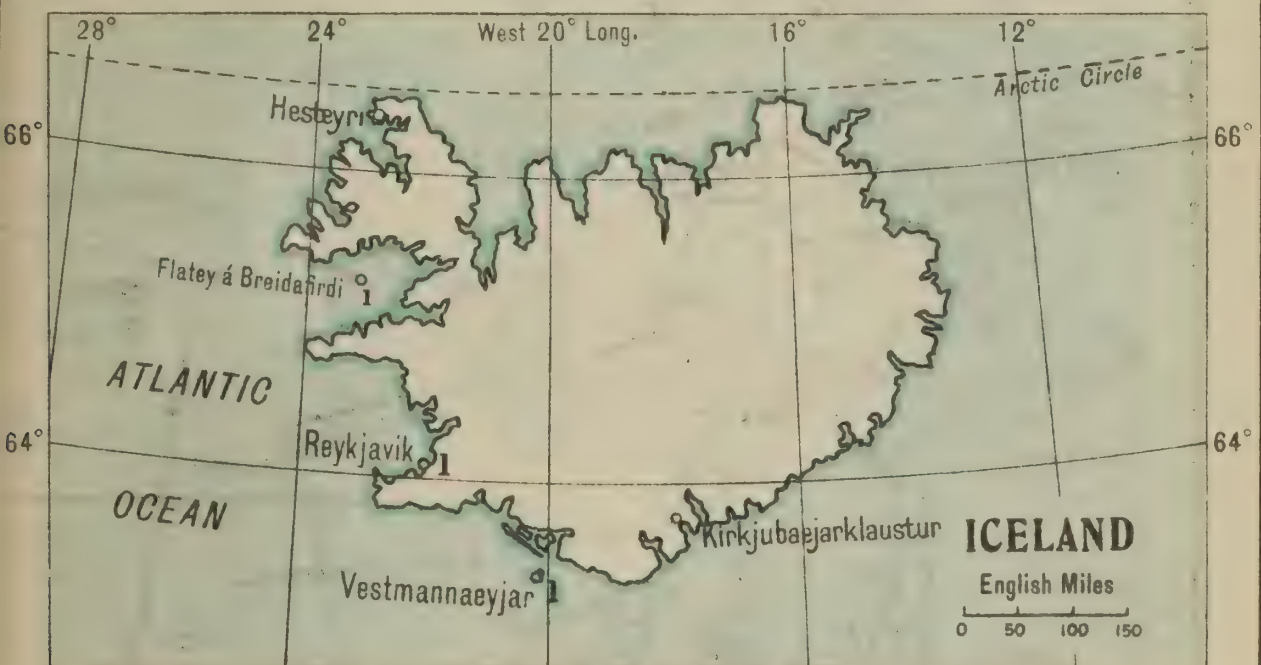 28° 24° West 20° Long. 16° 12°
Arctic Circle
Hesteyri
66° 66°
Flatey á Breidafirdi 1
ATLANTIC
Reykjavik 1
64° 64°
OCEAN
Kirkjubaejarklaustur
ICELAND
English Miles
Vestmannaeyjar 1
0 50 100 150